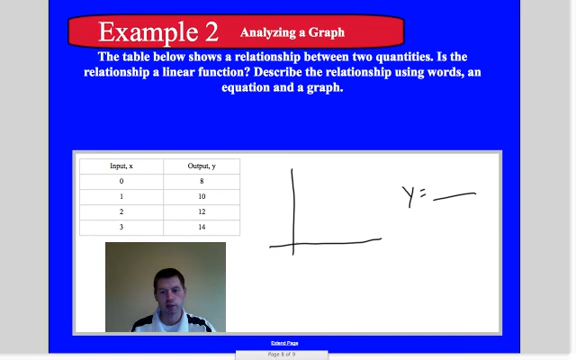 Example 2 Analyzing a Graph
The table below shows a relationship between two quantities. Is the
relationship a linear function? Describe the relationship using words, an
equation and a graph.
Input, x Output, y
0 8
1 10
2 12
3 14
y = __
Extend Page
Page 8 of 9